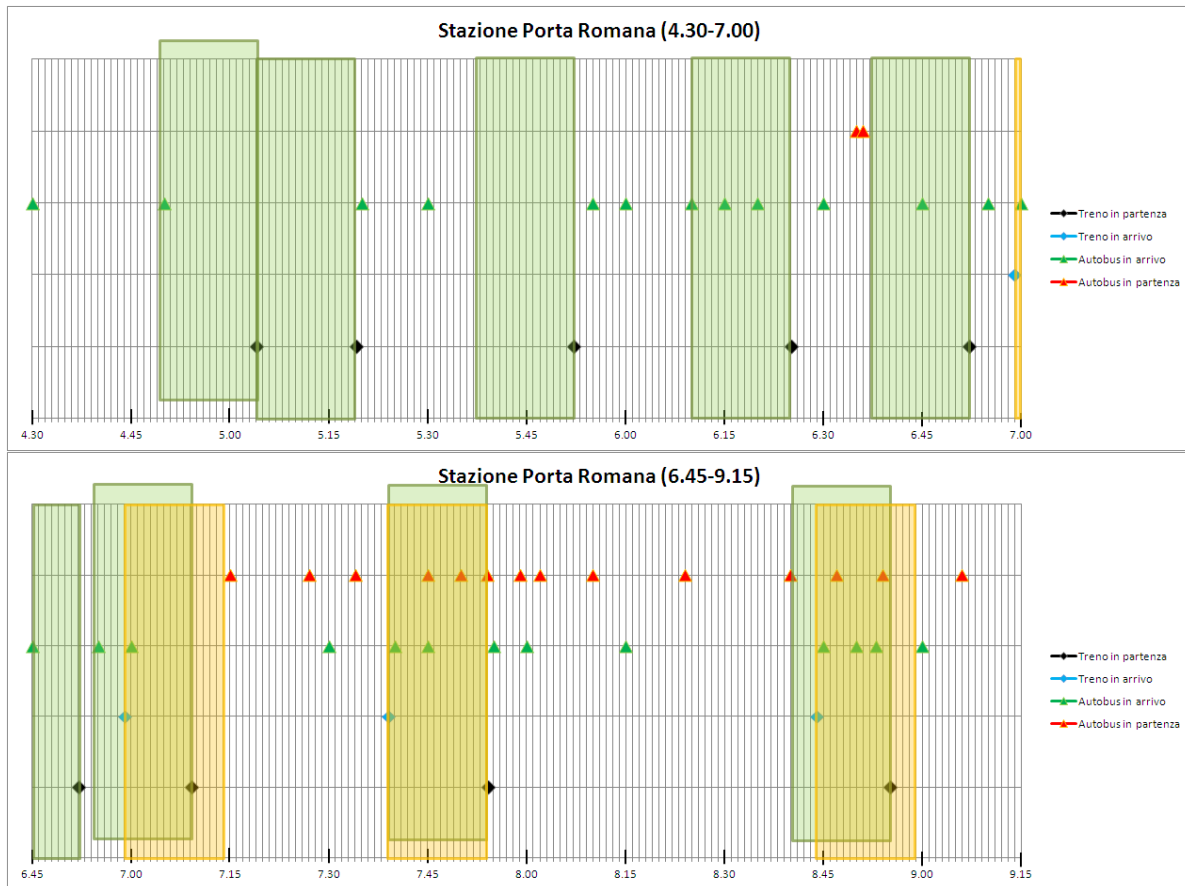 Stazione Porta Romana (4.30-7.00)
Treno in partenza
Treno in arrivo
Autobus in arrivo
Autobus in partenza
4.30 4.45 5.00 5.15 5.30 5.45 6.00 6.15 6.30 6.45 7.00
Stazione Porta Romana (6.45-9.15)
Treno in partenza
Treno in arrivo
Autobus in arrivo
Autobus in partenza
6.45 7.00 7.15 7.30 7.45 8.00 8.15 8.30 8.45 9.00 9.15